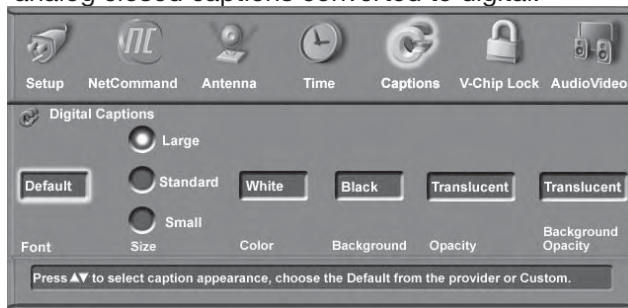 analog closed captions converted to digital.
Setup NetCommand Antenna Time Captions V-Chip Lock AudioVideo
Digital Captions
Large
Default Standard White Black Translucent Translucent
Small
Font Size Color Background Opacity Background Opacity
Press ▲▼ to select caption appearance, choose the Default from the provider or Custom.